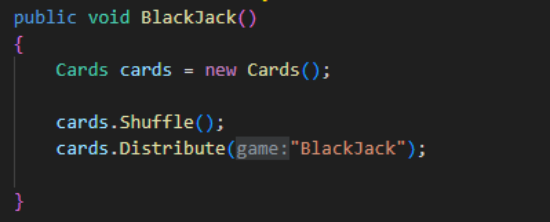 public void BlackJack()
{
Cards cards = new Cards();
cards.Shuffle();
cards.Distribute(game:"BlackJack");
}